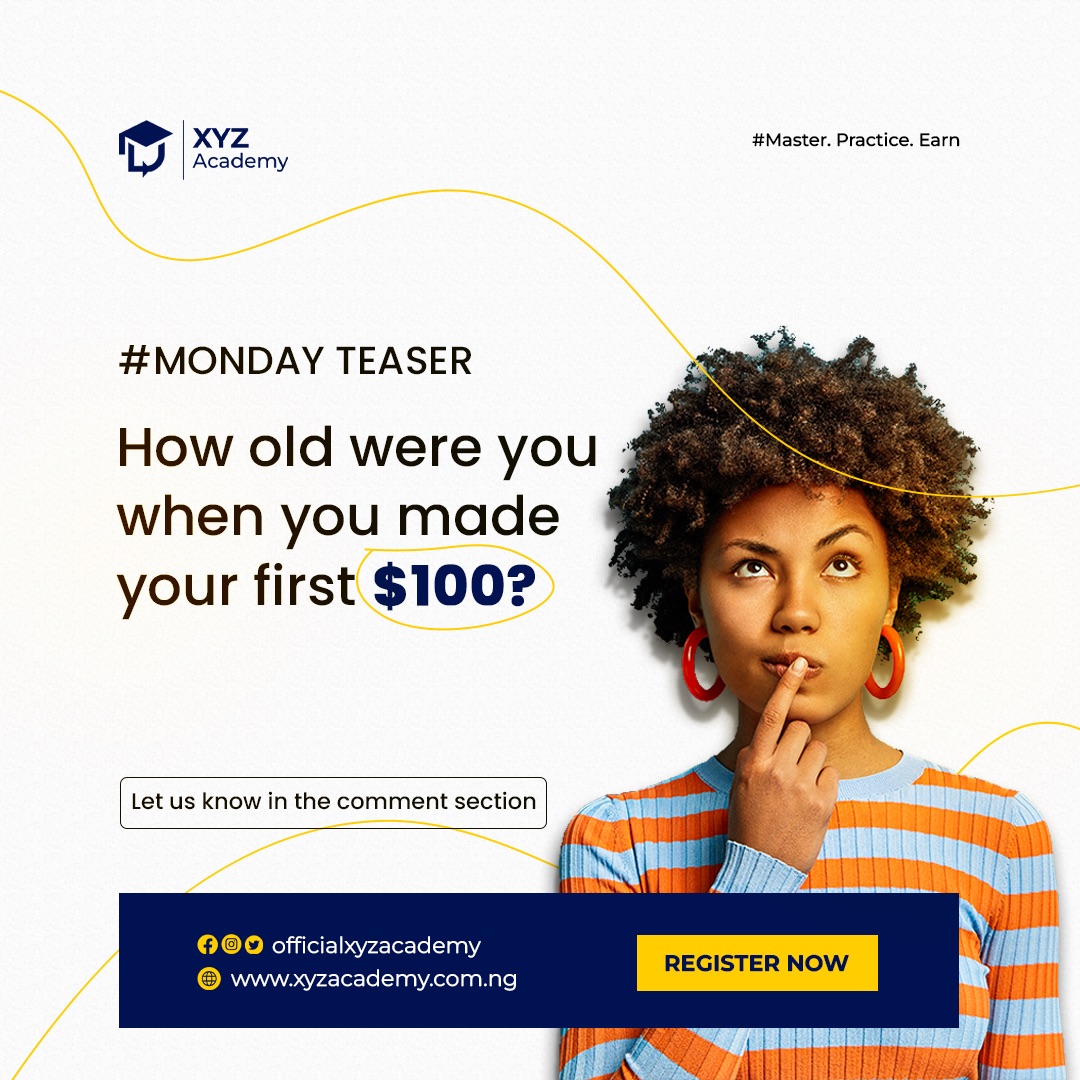 XYZ
Academy
#Master. Practice. Earn
#MONDAY TEASER
How old were you
when you made
your first $100?
Let us know in the comment section
officialxyzacademy
www.xyzacademy.com.ng
REGISTER NOW